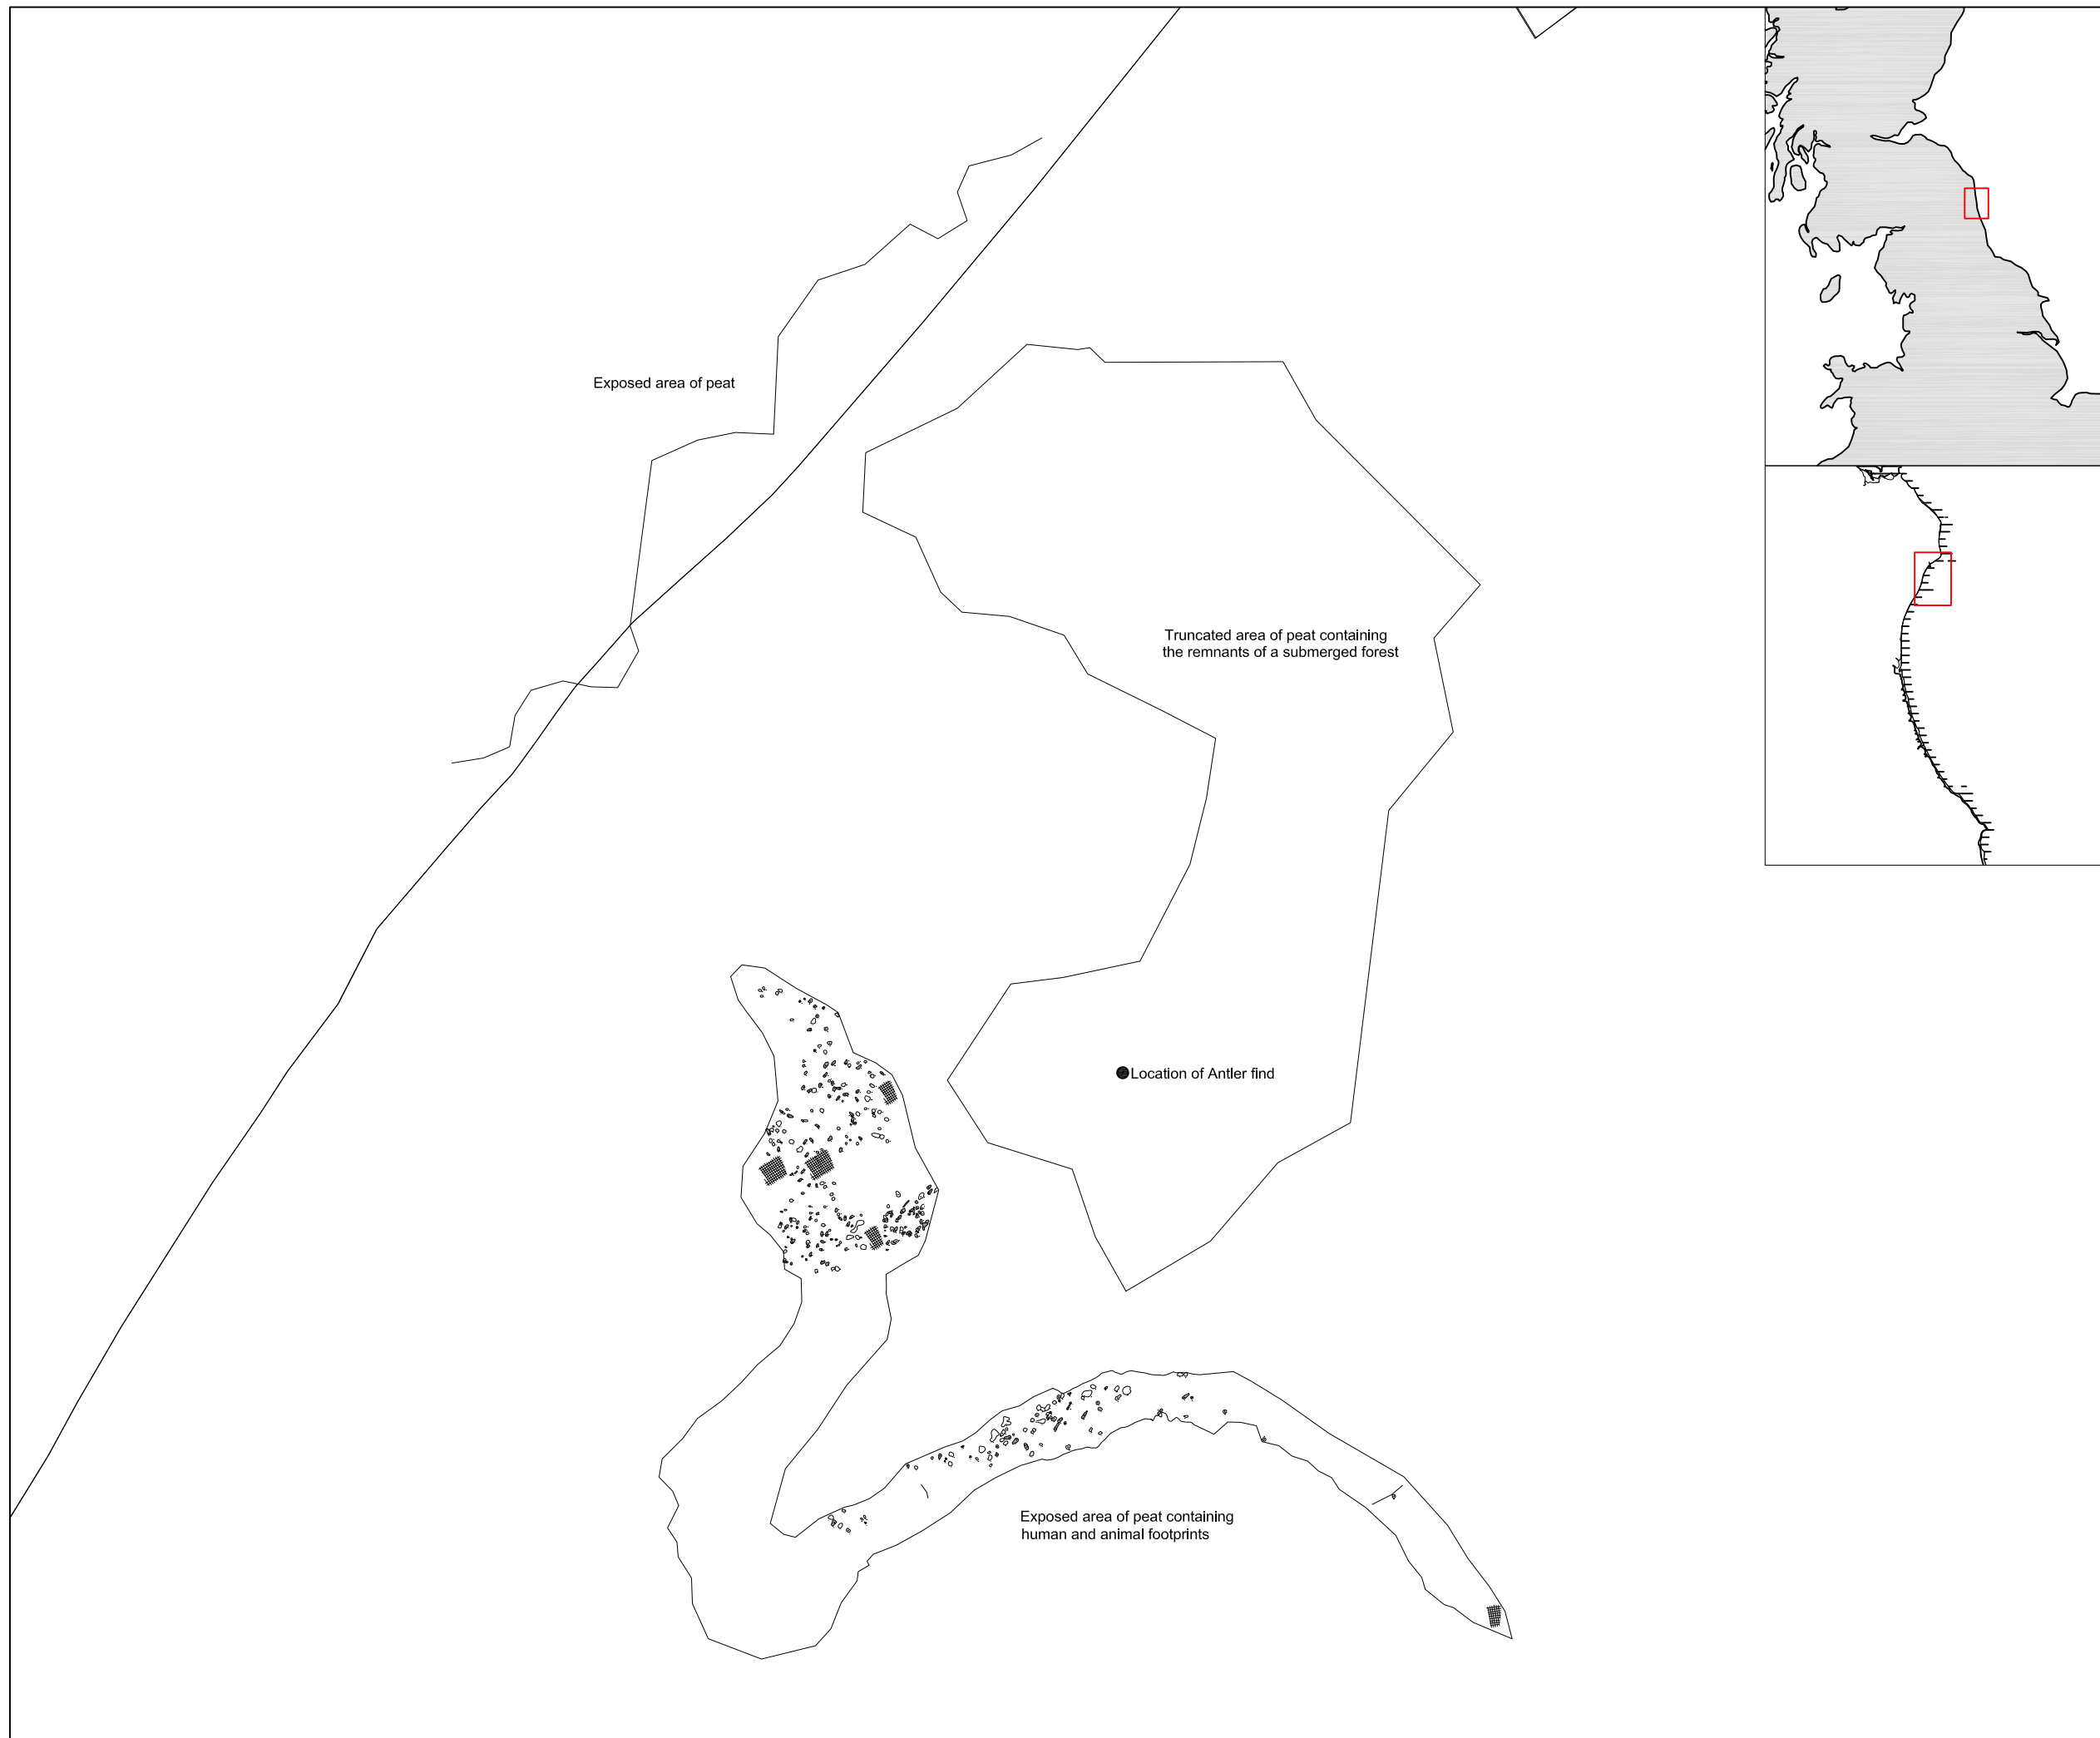 Exposed area of peat
Truncated area of peat containing
the remnants of a submerged forest
Location of Antler find
Exposed area of peat containing
human and animal footprints